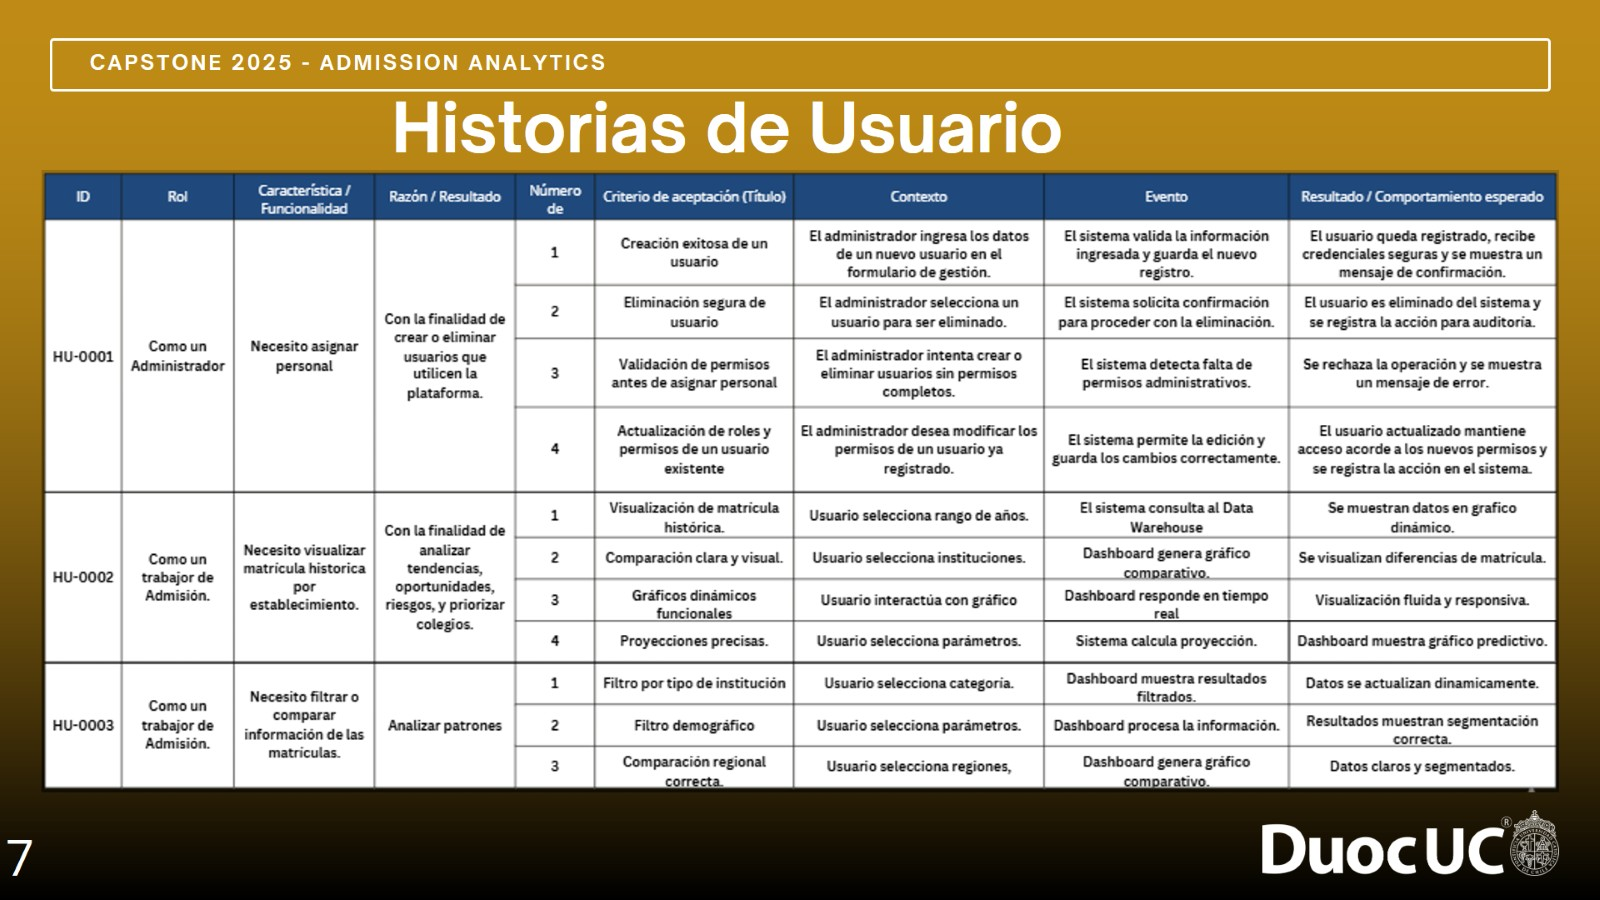 CAPSTONE 2025 - ADMISSION ANALYTICS
Historias de Usuario
ID
Rol
Característica /
Funcionalidad
Razón / Resultado
Número
de
Criterio de aceptación (Título)
Contexto
Evento
Resultado / Comportamiento esperado
HU-0001
Como un
Administrador
Necesito asignar
personal
Con la finalidad de
crear o eliminar
usuarios que
utilicen la
plataforma.
1
Creación exitosa de un
usuario
El administrador ingresa los datos
de un nuevo usuario en el
formulario de gestión.
El sistema valida la información
ingresada y guarda el nuevo
registro.
El usuario queda registrado, recibe
credenciales seguras y se muestra un
mensaje de confirmación.
2
Eliminación segura de
usuario
El administrador selecciona un
usuario para ser eliminado.
El sistema solicita confirmación
para proceder con la eliminación.
El usuario es eliminado del sistema y
se registra la acción para auditoría.
3
Validación de permisos
antes de asignar personal
El administrador intenta crear o
eliminar usuarios sin permisos
completos.
El sistema detecta falta de
permisos administrativos.
Se rechaza la operación y se muestra
un mensaje de error.
4
Actualización de roles y
permisos de un usuario
existente
El administrador desea modificar los
permisos de un usuario ya
registrado.
El sistema permite la edición y
guarda los cambios correctamente.
El usuario actualizado mantiene
acceso acorde a los nuevos permisos y
se registra la acción en el sistema.
HU-0002
Como un
trabajor de
Admisión.
Necesito visualizar
matrícula historica
por
establecimiento.
Con la finalidad de
analizar
tendencias,
oportunidades,
riesgos, y priorizar
colegios.
1
Visualización de matrícula
histórica.
Usuario selecciona rango de años.
El sistema consulta al Data
Warehouse
Se muestran datos en grafico
dinámico.
2
Comparación clara y visual.
Usuario selecciona instituciones.
Dashboard genera gráfico
comparativo.
Se visualizan diferencias de matrícula.
3
Gráficos dinámicos
funcionales
Usuario interactúa con gráfico
Dashboard responde en tiempo
real
Visualización fluida y responsiva.
4
Proyecciones precisas.
Usuario selecciona parámetros.
Sistema calcula proyección.
Dashboard muestra gráfico predictivo.
HU-0003
Como un
trabajor de
Admisión.
Necesito filtrar o
comparar
información de las
matrículas.
Analizar patrones
1
Filtro por tipo de institución
Usuario selecciona categoría.
Dashboard muestra resultados
filtrados.
Datos se actualizan dinamicamente.
2
Filtro demográfico
Usuario selecciona parámetros.
Dashboard procesa la información.
Resultados muestran segmentación
correcta.
3
Comparación regional
correcta.
Usuario selecciona regiones,
Dashboard genera gráfico
comparativo.
Datos claros y segmentados.
7
Duoc UC ®